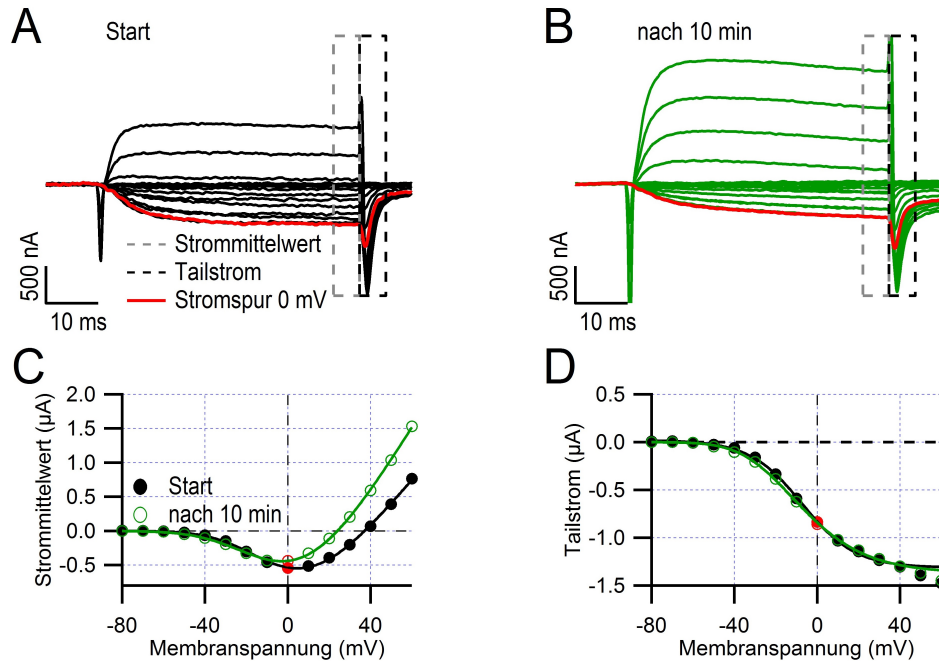 A
Start
B
nach 10 min
Strommittelwert
Tailstrom
Stromspur 0 mV
500 nA
10 ms
500 nA
10 ms
C
Strommittelwert (µA)
2.0
1.5
1.0
0.5
0.0
-0.5
Start
nach 10 min
-80
-40
0
40
Membranspannung (mV)
D
Tailstrom (µA)
0.5
0.0
-0.5
-1.0
-1.5
-80
-40
0
40
Membranspannung (mV)